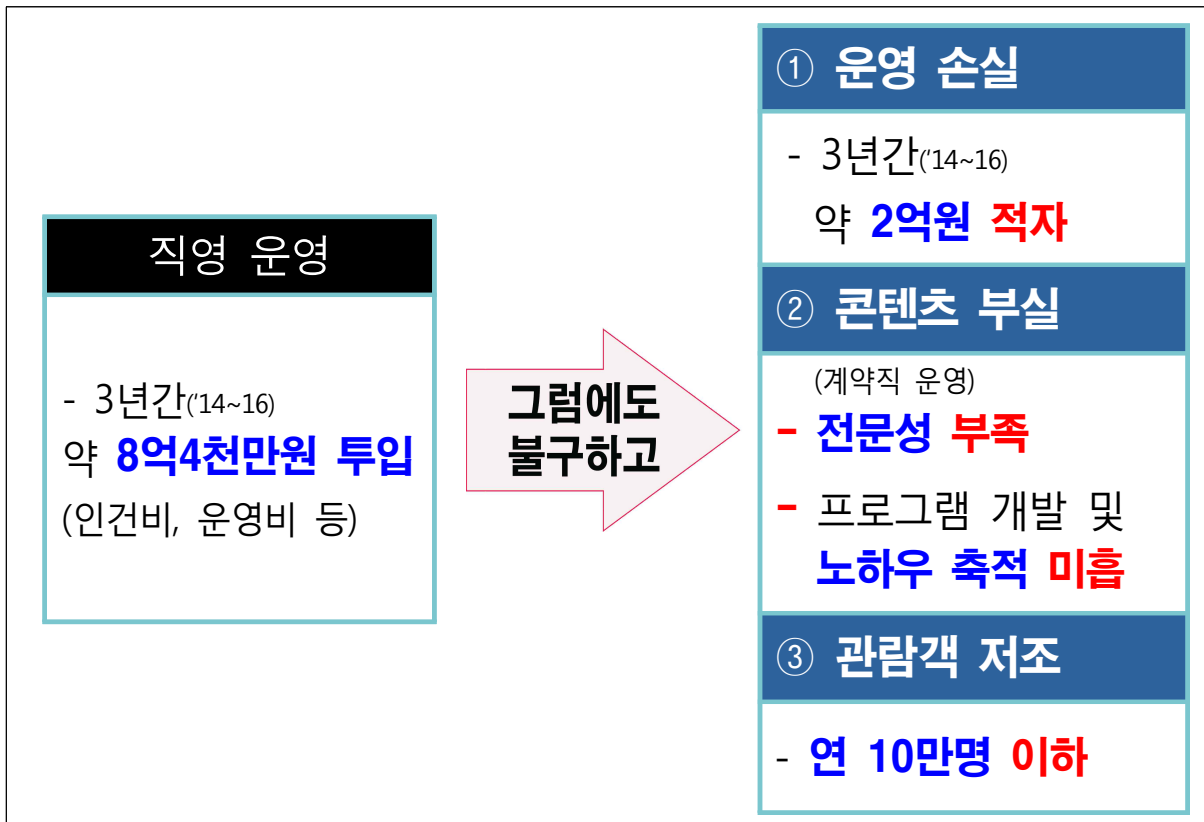 직영 운영
- 3년간('14~16)
약 8억4천만원 투입
(인건비, 운영비 등)
그럼에도
불구하고
① 운영 손실
- 3년간('14~16)
약 2억원 적자
② 콘텐츠 부실
(계약직 운영)
- 전문성 부족
- 프로그램 개발 및
노하우 축적 미흡
③ 관람객 저조
- 연 10만명 이하